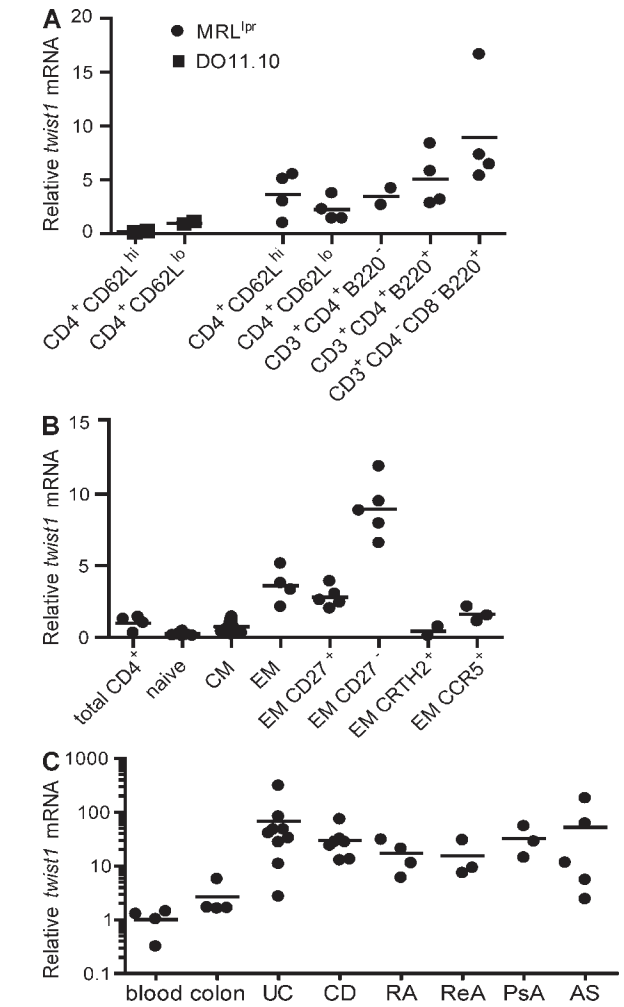 A
Relative twist1 mRNA
20
15
10
5
0
MRLlpr
DO11.10
CD4+CD62Lhi
CD4+CD62Llo
CD4+CD62Lhi
CD4+CD62Llo
CD3+CD4+B220-
CD3+CD4+B220+
CD3+CD4-CD8-B220+
B
Relative twist1 mRNA
15
10
5
0
total CD4+
naive
CM
EM
EM CD27+
EM CD27-
EM CRTH2+
EM CCR5+
C
Relative twist1 mRNA
1000
100
10
1
0.1
blood colon UC CD RA ReA PsA AS